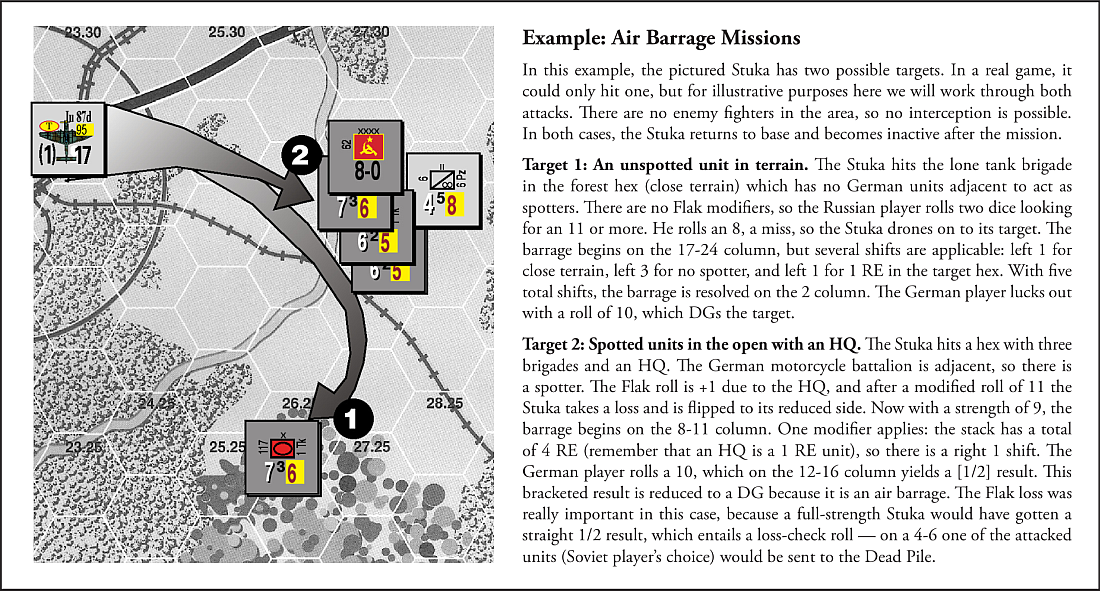 23.30
25.30
27.30
Ju 87d
T
95
(1) 17
2
xxxx
52
8-0
7 3 6
6 2 5
6 2 5
6
II
6 Pz
4 5 8
24.25
26.2
28.25
23.25
25.25
27.25
1
x
117
Tk
7 3 6
Example: Air Barrage Missions
In this example, the pictured Stuka has two possible targets. In a real game, it
could only hit one, but for illustrative purposes here we will work through both
attacks. There are no enemy fighters in the area, so no interception is possible.
In both cases, the Stuka returns to base and becomes inactive after the mission.
Target 1: An unspotted unit in terrain. The Stuka hits the lone tank brigade
in the forest hex (close terrain) which has no German units adjacent to act as
spotters. There are no Flak modifiers, so the Russian player rolls two dice looking
for an 11 or more. He rolls an 8, a miss, so the Stuka drones on to its target. The
barrage begins on the 17-24 column, but several shifts are applicable: left 1 for
close terrain, left 3 for no spotter, and left 1 for 1 RE in the target hex. With five
total shifts, the barrage is resolved on the 2 column. The German player lucks out
with a roll of 10, which DGs the target.
Target 2: Spotted units in the open with an HQ. The Stuka hits a hex with three
brigades and an HQ. The German motorcycle battalion is adjacent, so there is
a spotter. The Flak roll is +1 due to the HQ, and after a modified roll of 11 the
Stuka takes a loss and is flipped to its reduced side. Now with a strength of 9, the
barrage begins on the 8-11 column. One modifier applies: the stack has a total
of 4 RE (remember that an HQ is a 1 RE unit), so there is a right 1 shift. The
German player rolls a 10, which on the 12-16 column yields a [1/2] result. This
bracketed result is reduced to a DG because it is an air barrage. The Flak loss was
really important in this case, because a full-strength Stuka would have gotten a
straight 1/2 result, which entails a loss-check roll — on a 4-6 one of the attacked
units (Soviet player's choice) would be sent to the Dead Pile.